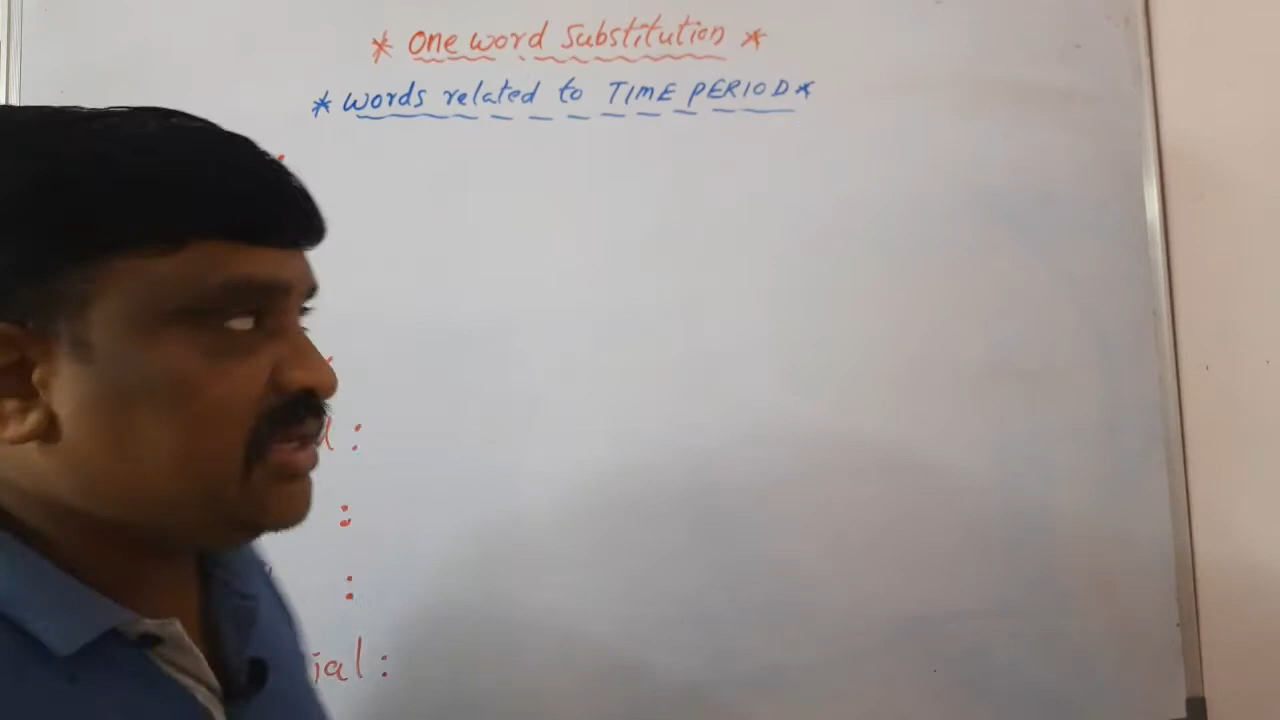 * One word Substitution *
* Words related to TIME PERIOD *
:
:
:
ial :